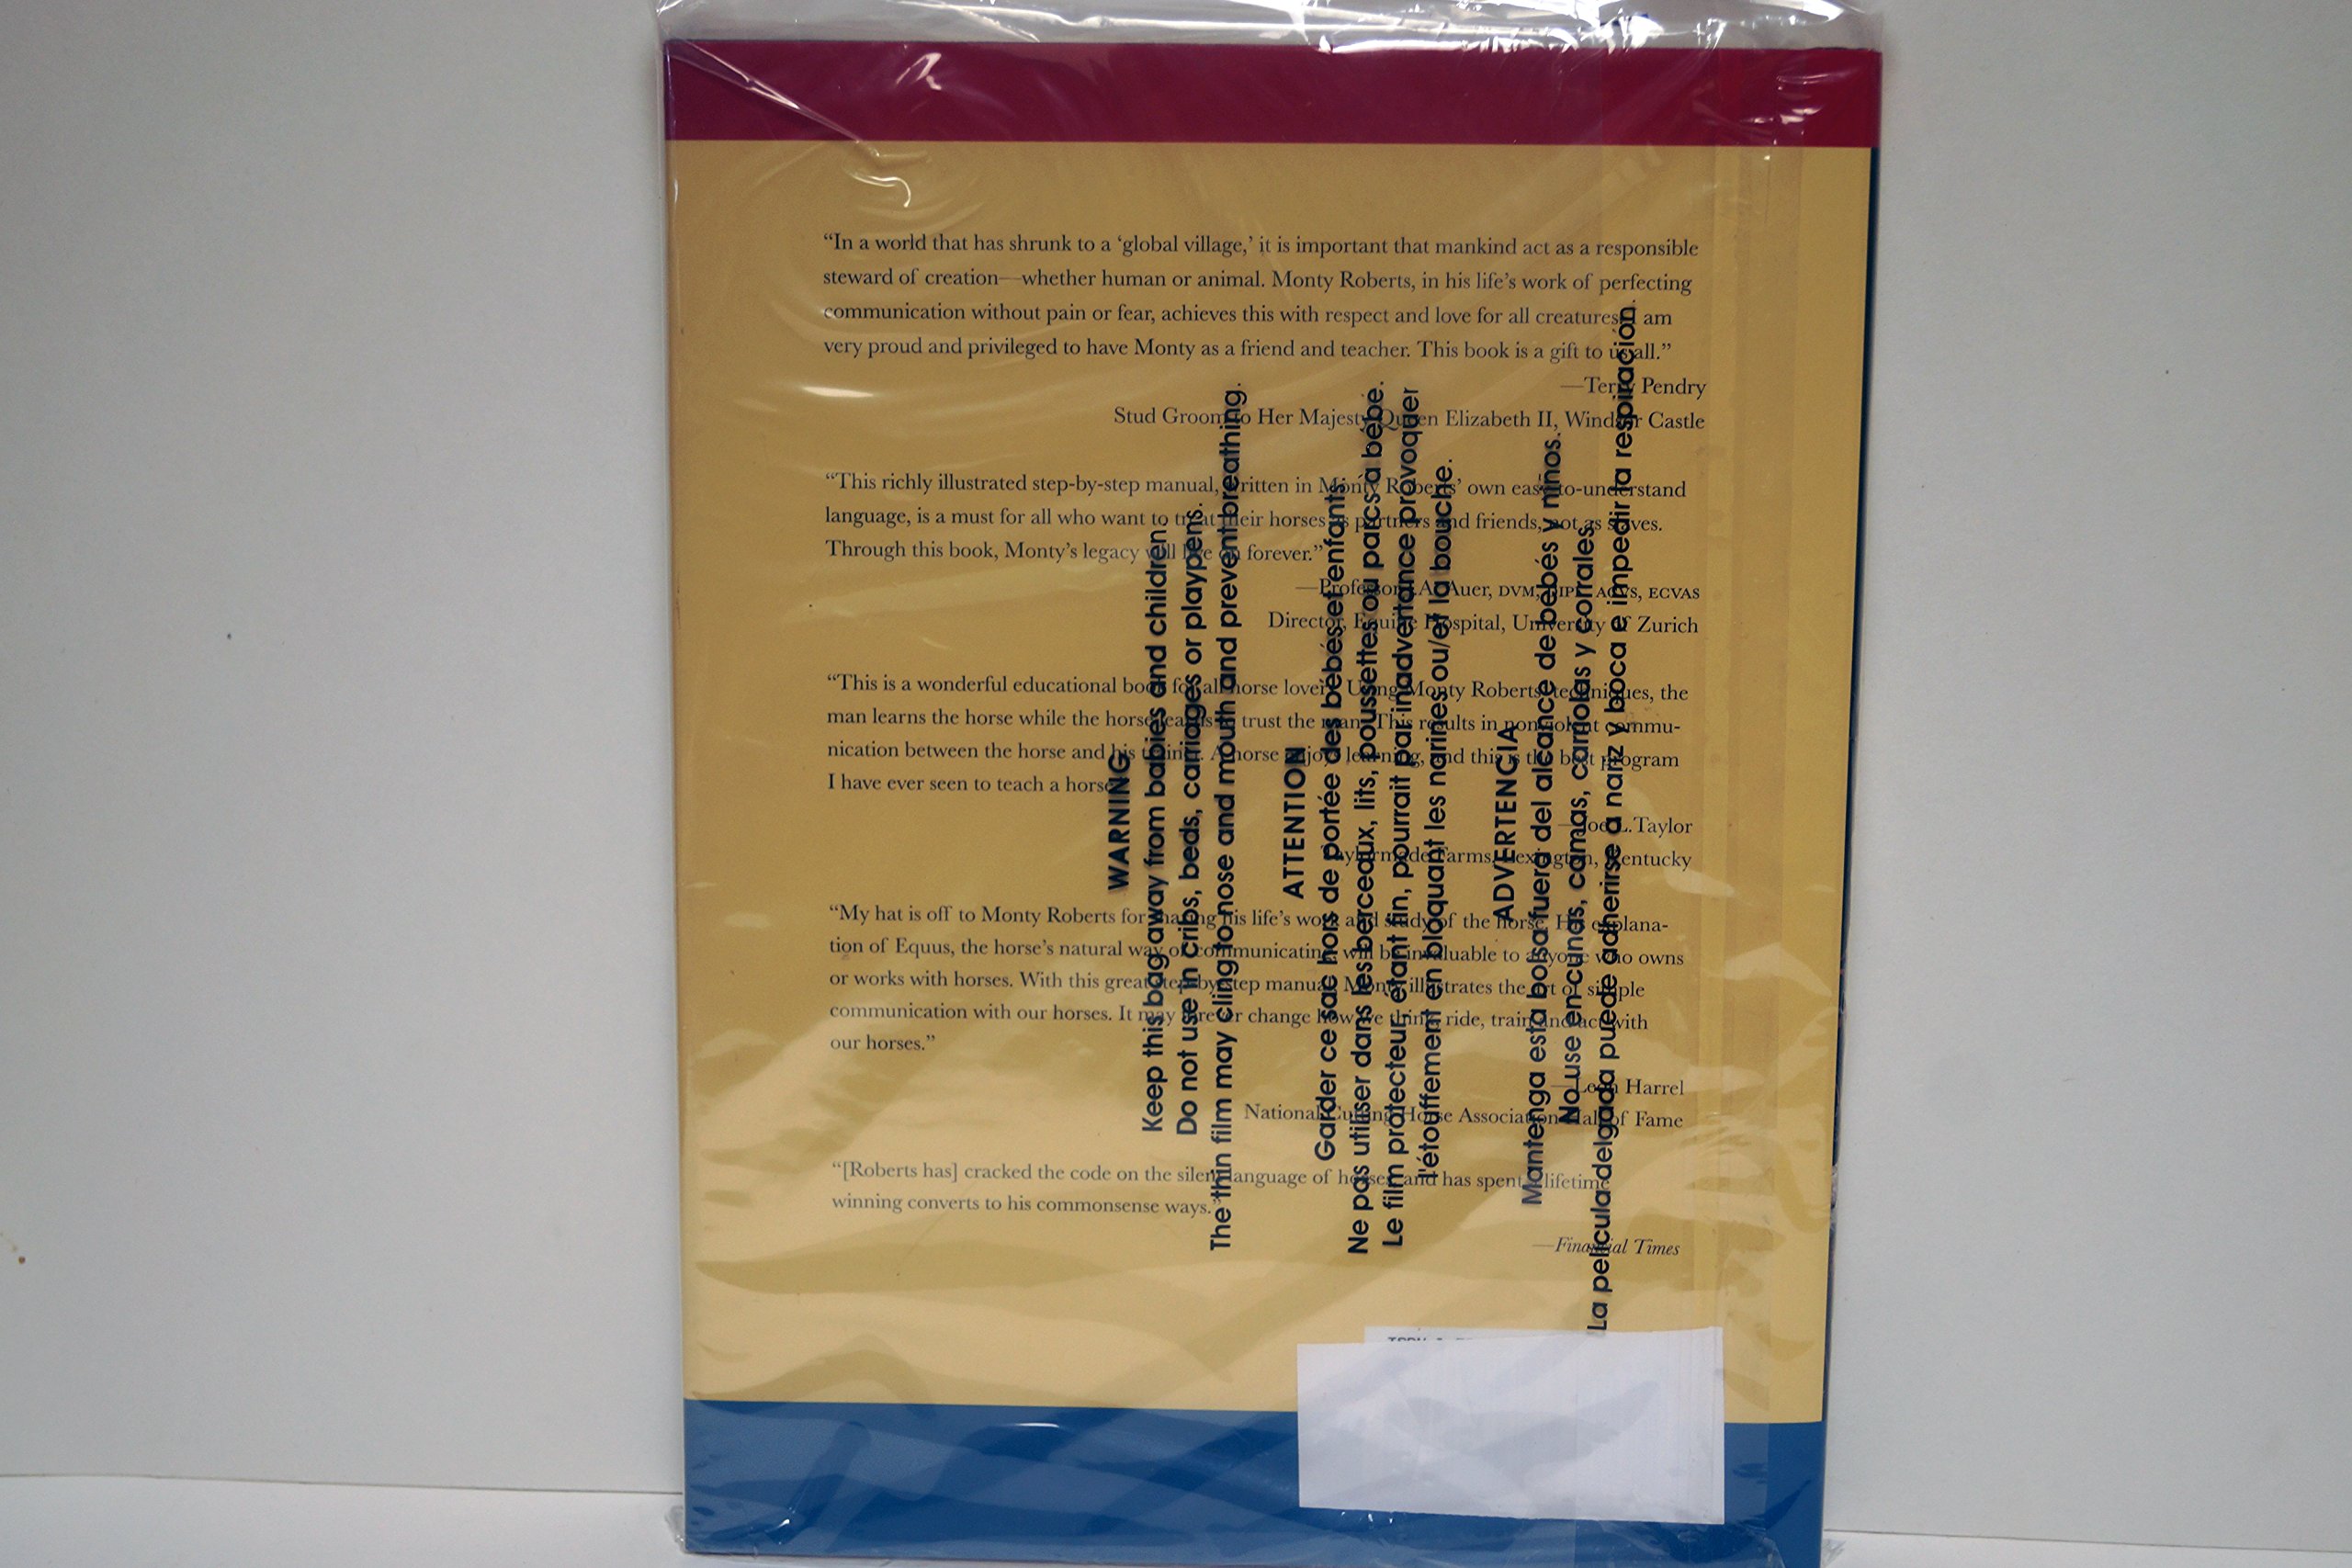 “In a world that has shrunk to a ‘global village,’ it is important that mankind act as a responsible
steward of creation—whether human or animal. Monty Roberts, in his life’s work of perfecting
communication without pain or fear, achieves this with respect and love for all creatures. I am
very proud and privileged to have Monty as a friend and teacher. This book is a gift to us all.”
—Terry Pendry
Stud Groom to Her Majesty Queen Elizabeth II, Windsor Castle
“This richly illustrated step-by-step manual, written in Monty Roberts’ own easy-to-understand
language, is a must for all who want to treat their horses as partners and friends, not as slaves.
Through this book, Monty’s legacy will live on forever.”
—Professor Auer, DVM, ACVS, ECVAS
Director, Equine Hospital, University of Zurich
“This is a wonderful educational book for all horse lovers. Using Monty Roberts’ techniques, the
man learns the horse while the horse learns to trust the man. This results in nonviolent commu-
nication between the horse and his trainer. A horse enjoys learning, and this is the best program
I have ever seen to teach a horse.”
—Joe L. Taylor
Taylor made Farms, Lexington, Kentucky
“My hat is off to Monty Roberts for sharing his life’s work and study of the horse. His explana-
tion of Equus, the horse’s natural way of communicating, will be invaluable to anyone who owns
or works with horses. With this great step-by-step manual, Monty illustrates the art of simple
communication with our horses. It may forever change how we think, ride, train and act with
our horses.”
—Leon Harrel
National Cutting Horse Association Hall of Fame
“[Roberts has] cracked the code on the silent language of horses and has spent a lifetime
winning converts to his commonsense ways.”
—Financial Times
WARNING
Keep this bag away from babies and children.
Do not use in cribs, beds, carriages or playpens.
The thin film may cling to nose and mouth and prevent breathing.
ATTENTION
Garder ce sac hors de portée des bébés et enfants.
Ne pas utiliser dans les berceaux, lits, poussettes ou parcs à bébé.
Le film protecteur, étant fin, pourrait par inadvertance provoquer
l'étouffement en bloquant les narines ou/et la bouche.
ADVERTENCIA
Mantenga esta bolsa fuera del alcance de bebés y niños.
No use en cunas, camas, carriolas y corrales.
La película delgada puede adherirse a nariz y boca e impedir la respiración.